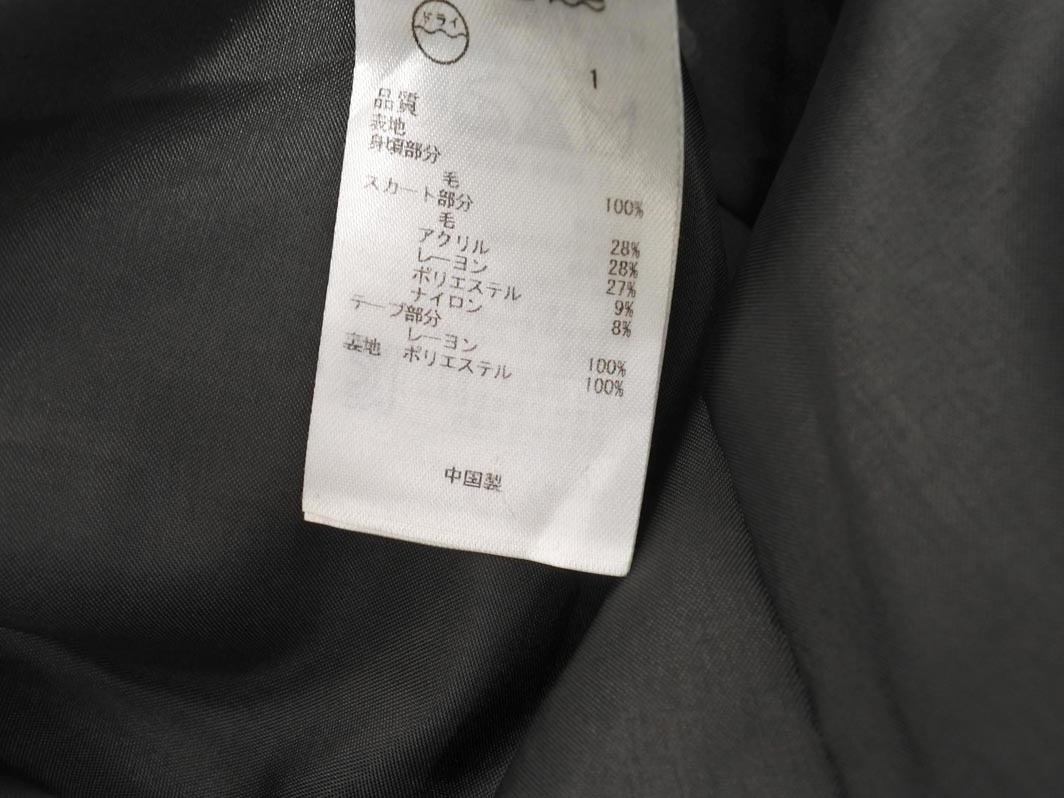 ドライ
1
品質
表地
身頃部分
毛 100%
スカート部分
毛 28%
アクリル 28%
レーヨン 27%
ポリエステル 9%
ナイロン 8%
テープ部分
レーヨン 100%
ポリエステル 100%
中国製